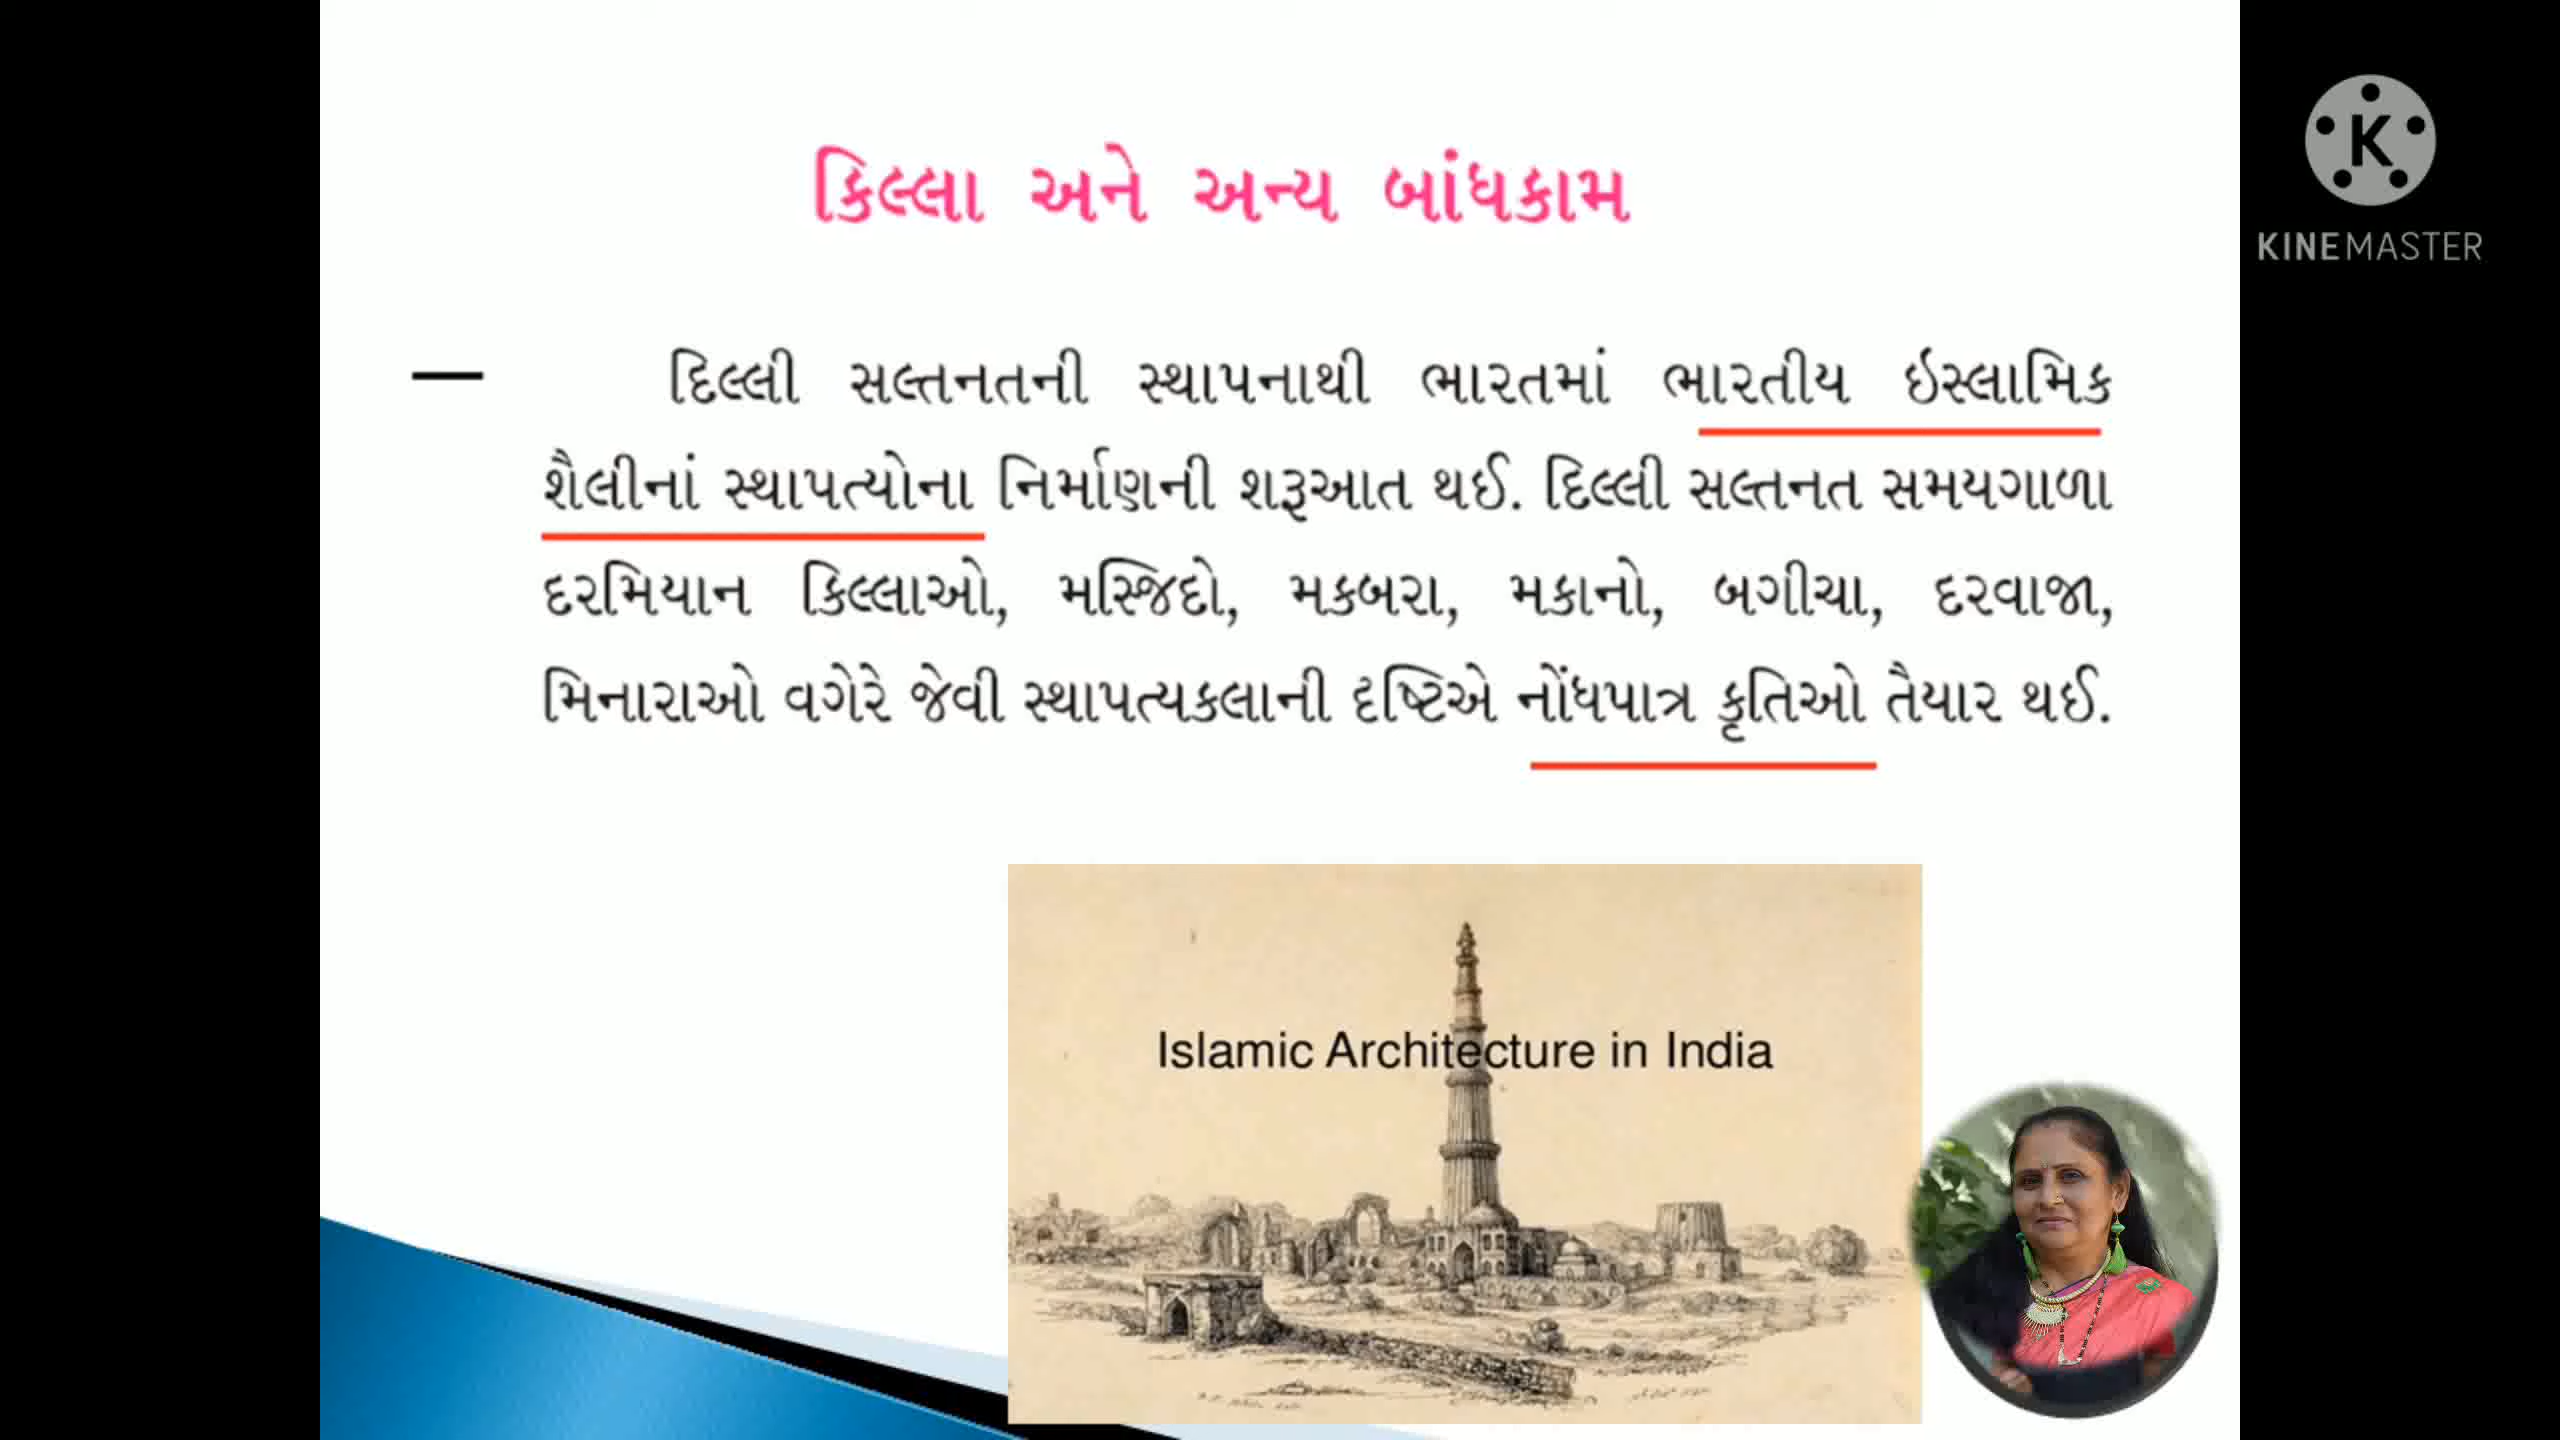 કિલ્લા અને અન્ય બાંધકામ
KINEMASTER
– દિલ્લી સલ્તનતની સ્થાપનાથી ભારતમાં ભારતીય ઇસ્લામિક
શૈલીનાં સ્થાપત્યોના નિર્માણની શરૂઆત થઈ. દિલ્લી સલ્તનત સમયગાળા
દરમિયાન કિલ્લાઓ, મસ્જિદો, મકબરા, મકાનો, બગીચા, દરવાજા,
મિનારાઓ વગેરે જેવી સ્થાપત્યકલાની દૃષ્ટિએ નોંધપાત્ર કૃતિઓ તૈયાર થઈ.
Islamic Architecture in India